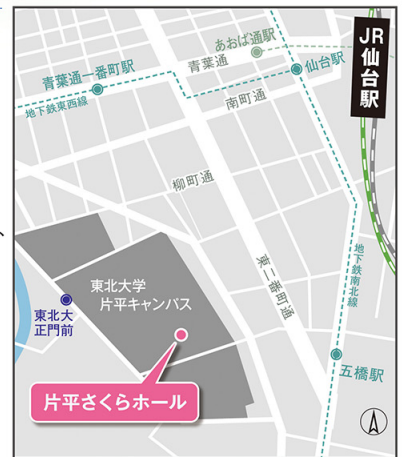 JR仙台駅
あおば通駅
青葉通
仙台駅
青葉通一番町駅
地下鉄東西線
南町通
柳町通
東二番町通
地下鉄南北線
東北大学
片平キャンパス
東北大
正門前
五橋駅
片平さくらホール